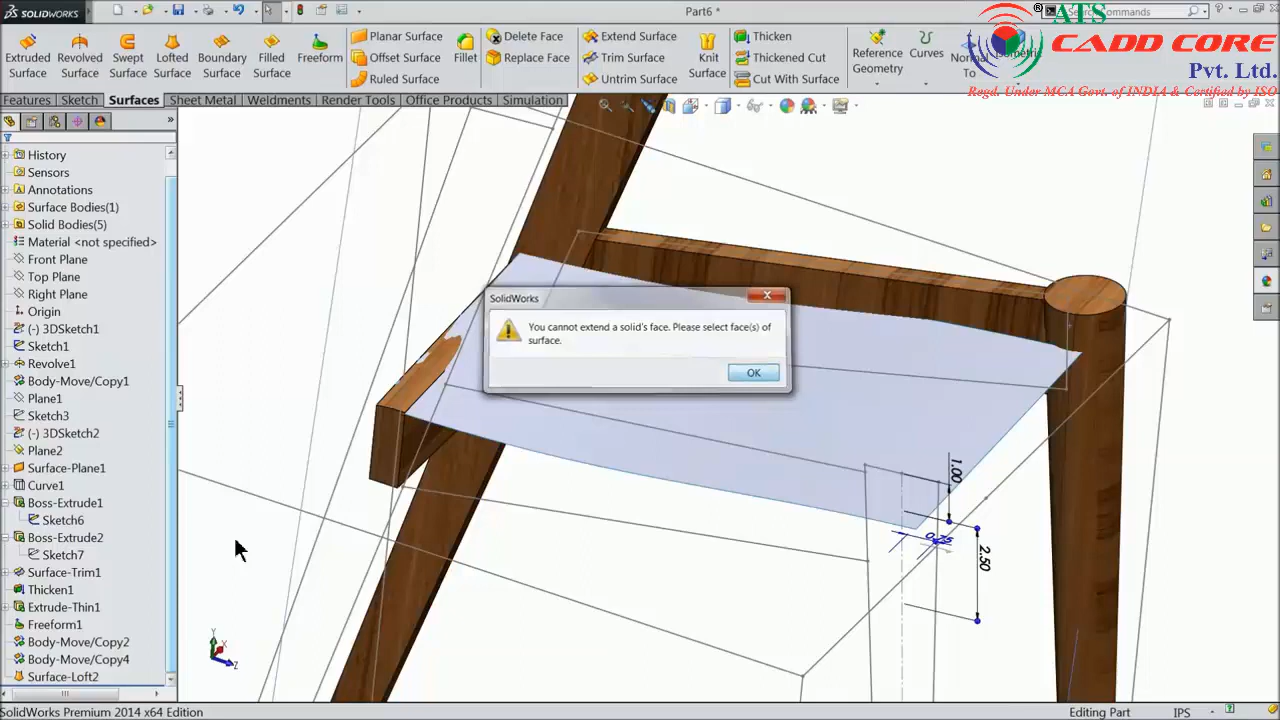 SOLIDWORKS
Part6 *
Search Commands
® ATS
CADD CORE
Pvt. Ltd.
Regd. Under MCA Govt. of INDIA & Certified by ISO
Extruded Surface
Revolved Surface
Swept Surface
Lofted Surface
Boundary Surface
Filled Surface
Freeform
Planar Surface
Offset Surface
Ruled Surface
Fillet
Delete Face
Replace Face
Extend Surface
Trim Surface
Untrim Surface
Knit Surface
Thicken
Thickened Cut
Cut With Surface
Reference Geometry
Curves
Normal To
Features Sketch Surfaces Sheet Metal Weldments Render Tools Office Products Simulation
History
Sensors
Annotations
Surface Bodies(1)
Solid Bodies(5)
Material <not specified>
Front Plane
Top Plane
Right Plane
Origin
(-) 3DSketch1
Sketch1
Revolve1
Body-Move/Copy1
Plane1
Sketch3
(-) 3DSketch2
Plane2
Surface-Plane1
Curve1
Boss-Extrude1
Sketch6
Boss-Extrude2
Sketch7
Surface-Trim1
Thicken1
Extrude-Thin1
Freeform1
Body-Move/Copy2
Body-Move/Copy4
Surface-Loft2
SolidWorks
You cannot extend a solid's face. Please select face(s) of
surface.
OK
1.00
0.75
2.50
Y
X
Z
SolidWorks Premium 2014 x64 Edition
Editing Part
IPS